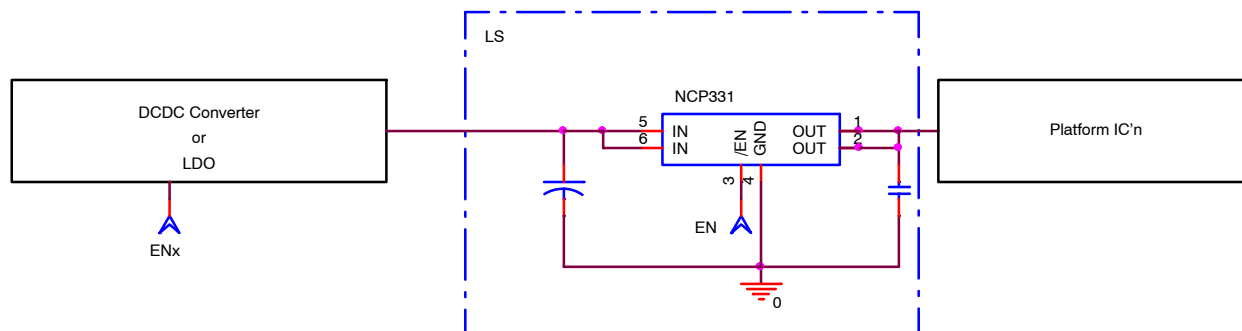 LS
NCP331
DCDC Converter
or
LDO
ENx
5
6
IN
IN
/EN
GND
OUT
OUT
1
2
3
4
EN
0
Platform IC'n